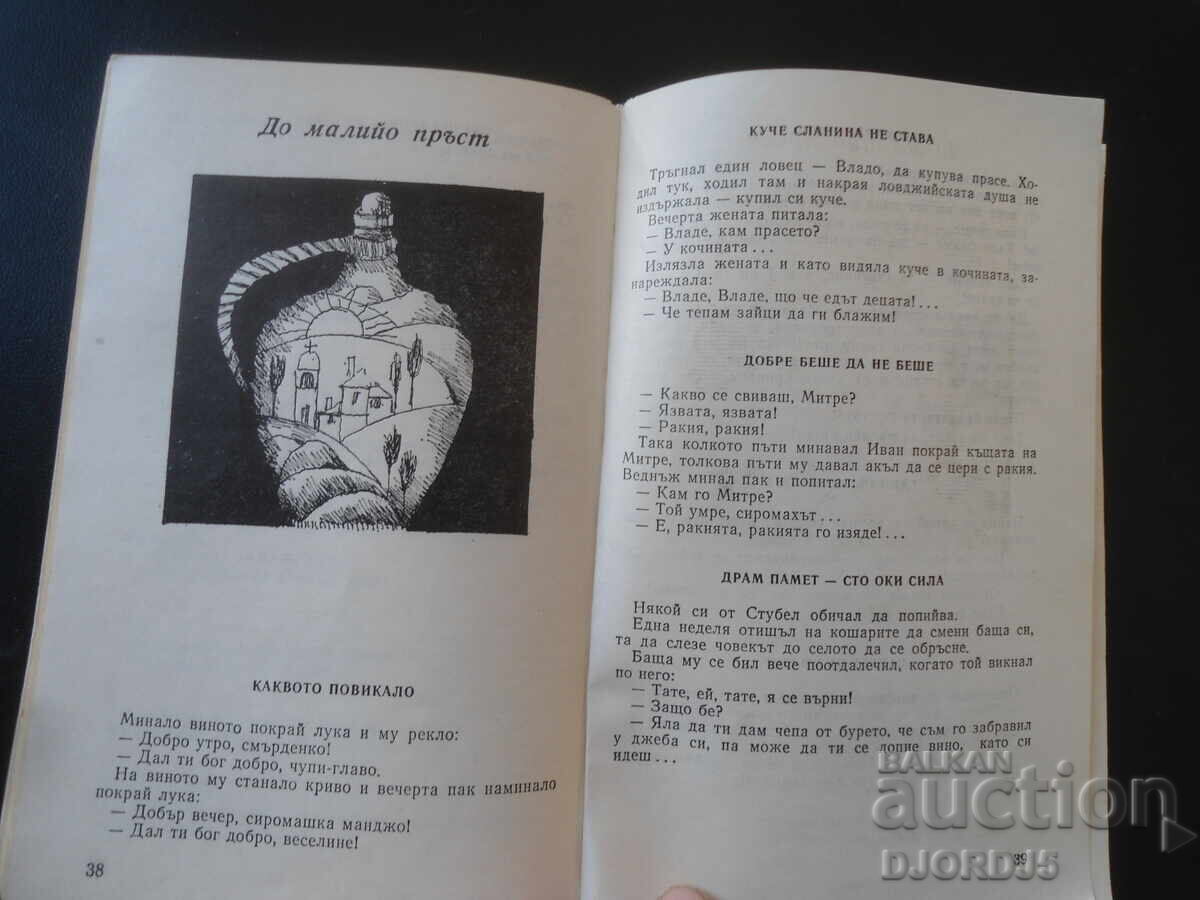 До малийо пръст
КАКВОТО ПОВИКАЛО
Минало виното покрай лука и му рекло:
— Добро утро, смърденко!
— Дал ти бог добро, чупи-главо.
На виното му станало криво и вечерта пак наминало
покрай лука:
— Добър вечер, сиромашка манджо!
— Дал ти бог добро, веселине!
38
КУЧЕ СЛАНИНА НЕ СТАВА
Тръгнал един ловец — Владо, да купува прасе. Хо-
дил тук, ходил там и накрая ловджийската душа не
издържала — купил си куче.
Вечерта жената питала:
— Владе, кам прасето?
— У кочината...
Излязла жената и като видяла куче в кочивата, за-
нареждала:
— Владе, Владе, що че едът децата!...
— Че тепам зайци да ги блажим!
ДОБРЕ БЕШЕ ДА НЕ БЕШЕ
— Какво се свиваш, Митре?
— Язвата, язвата!
— Ракия, ракия!
Така колкото пъти минавал Иван покрай къщата на
Митре, толкова пъти му давал акъл да се цери с ракия.
Веднъж минал пак и попитал:
— Кам го Митре?
— Той умре, сиромахът...
— Е, ракията, ракията го изяде!...
ДРАМ ПАМЕТ — СТО ОКИ СИЛА
Някой си от Стубел обичал да попийва.
Една неделя отишъл на кошарите да смени баща си,
та да слезе човекът до селото да се обръсне.
Баща му се бил вече поотдалечил, когато той викнал
по него:
— Тате, ей, тате, я се върни!
— Защо бе?
— Яла да ти дам чепа от бурето, че съм го забравил
у джеба си, па може да ти се допие вино, като си
идеш...
39
BALKAN
auction
DJORDJ5